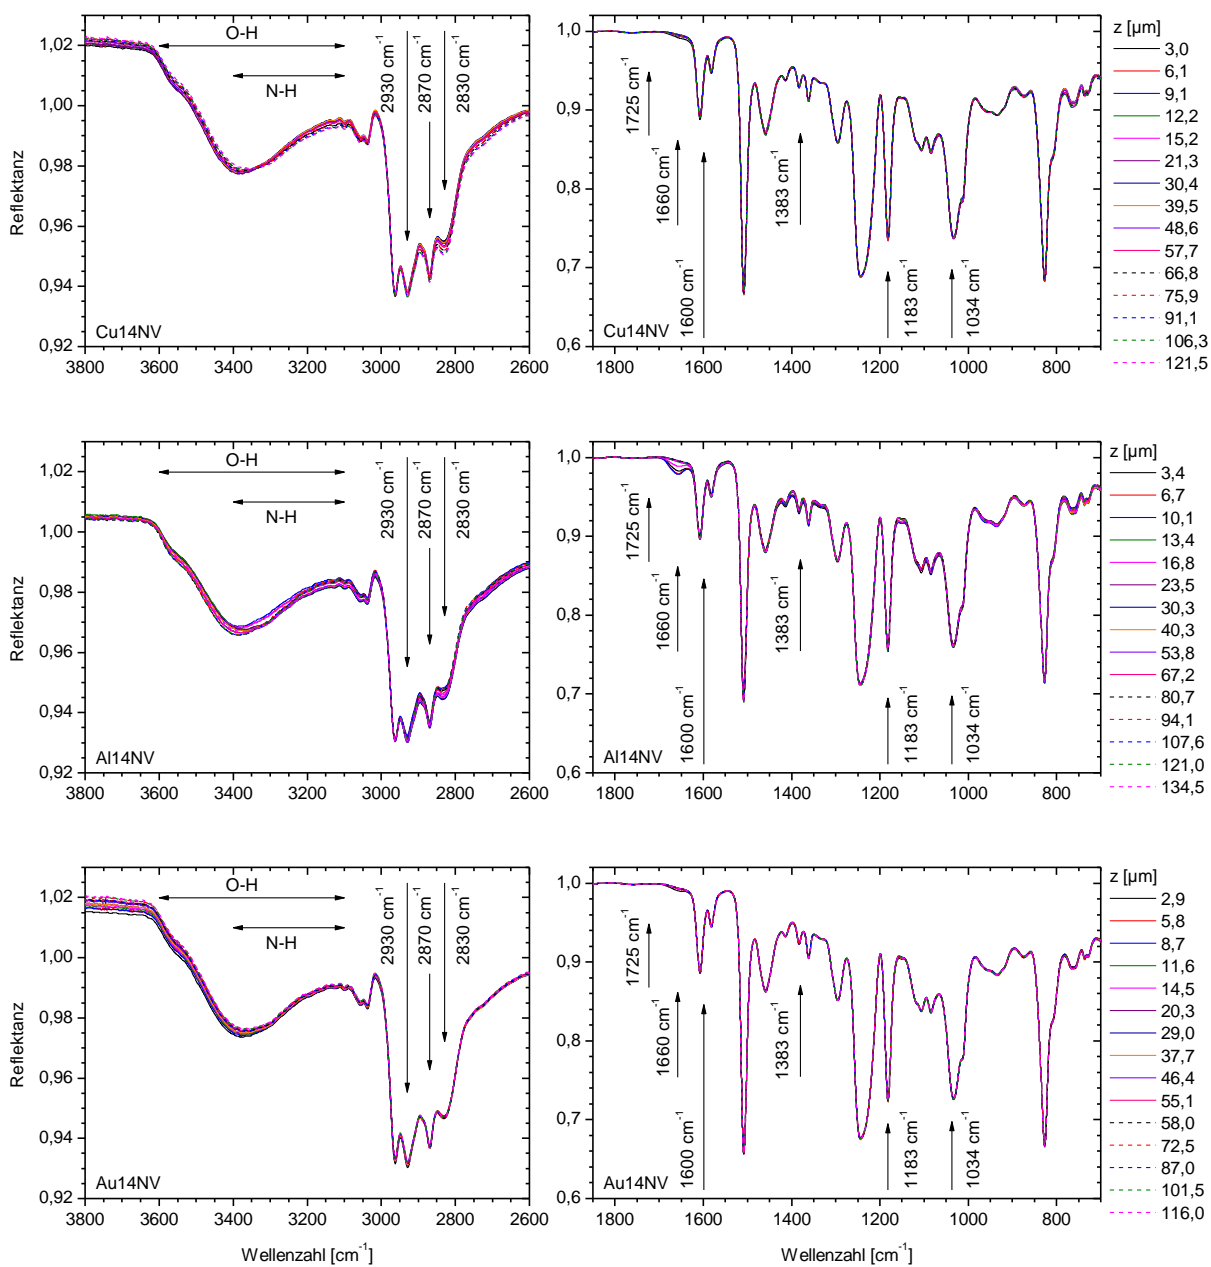 1,02
1,00
0,98
0,96
0,94
0,92
Reflektanz
O-H
N-H
2930 cm⁻¹
2870 cm⁻¹
2830 cm⁻¹
Cu14NV
3800 3600 3400 3200 3000 2800 2600
1,0
0,9
0,8
0,7
0,6
1725 cm⁻¹
1660 cm⁻¹
1600 cm⁻¹
1383 cm⁻¹
1183 cm⁻¹
1034 cm⁻¹
Cu14NV
1800 1600 1400 1200 1000 800
z [µm]
3,0
6,1
9,1
12,2
15,2
21,3
30,4
39,5
48,6
57,7
66,8
75,9
91,1
106,3
121,5
1,02
1,00
0,98
0,96
0,94
0,92
Reflektanz
O-H
N-H
2930 cm⁻¹
2870 cm⁻¹
2830 cm⁻¹
Al14NV
3800 3600 3400 3200 3000 2800 2600
1,0
0,9
0,8
0,7
0,6
1725 cm⁻¹
1660 cm⁻¹
1600 cm⁻¹
1383 cm⁻¹
1183 cm⁻¹
1034 cm⁻¹
Al14NV
1800 1600 1400 1200 1000 800
z [µm]
3,4
6,7
10,1
13,4
16,8
23,5
30,3
40,3
53,8
67,2
80,7
94,1
107,6
121,0
134,5
1,02
1,00
0,98
0,96
0,94
0,92
Reflektanz
O-H
N-H
2930 cm⁻¹
2870 cm⁻¹
2830 cm⁻¹
Au14NV
3800 3600 3400 3200 3000 2800 2600
Wellenzahl [cm⁻¹]
1,0
0,9
0,8
0,7
0,6
1725 cm⁻¹
1660 cm⁻¹
1600 cm⁻¹
1383 cm⁻¹
1183 cm⁻¹
1034 cm⁻¹
Au14NV
1800 1600 1400 1200 1000 800
Wellenzahl [cm⁻¹]
z [µm]
2,9
5,8
8,7
11,6
14,5
20,3
29,0
37,7
46,4
55,1
58,0
72,5
87,0
101,5
116,0